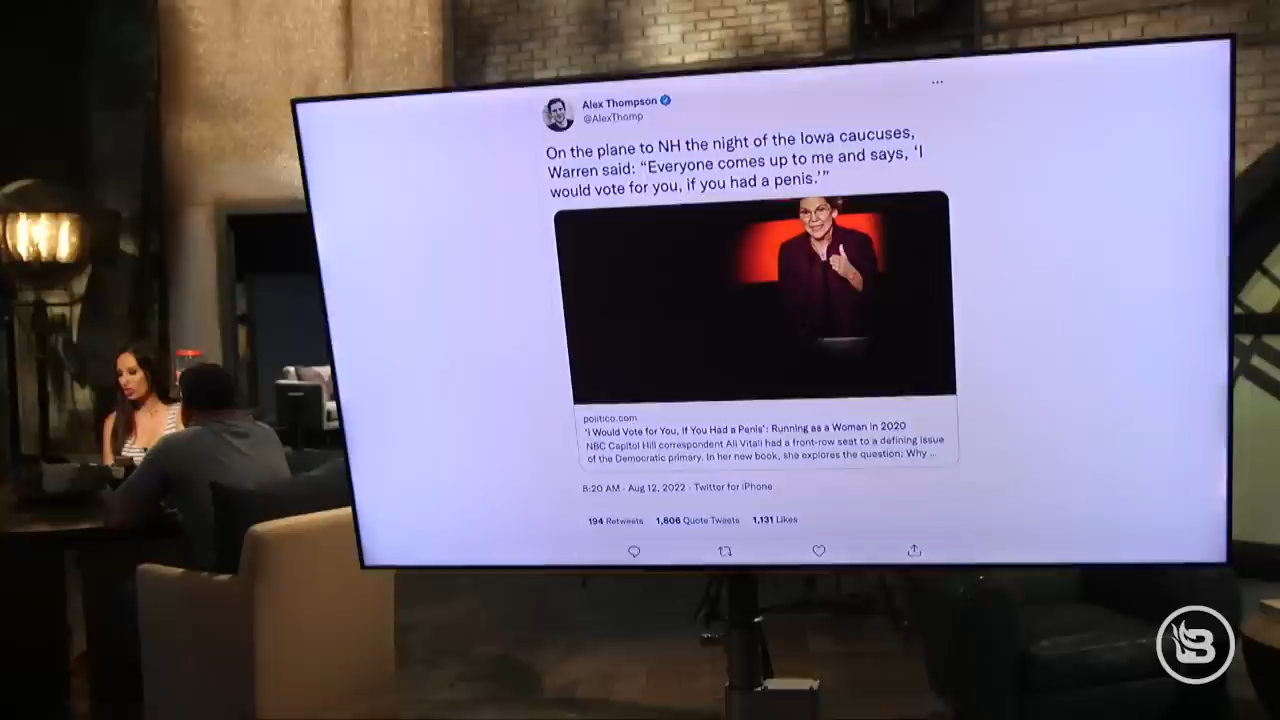 Alex Thompson
@AlexThomp
...
On the plane to NH the night of the Iowa caucuses,
Warren said: “Everyone comes up to me and says, ‘I
would vote for you, if you had a penis.’”
politico.com
'I Would Vote for You, If You Had a Penis': Running as a Woman in 2020
NBC Capitol Hill correspondent Ali Vitali had a front-row seat to a defining issue
of the Democratic primary. In her new book, she explores the question: Why ...
8:20 AM · Aug 12, 2022 · Twitter for iPhone
194 Retweets 1,806 Quote Tweets 1,131 Likes
B